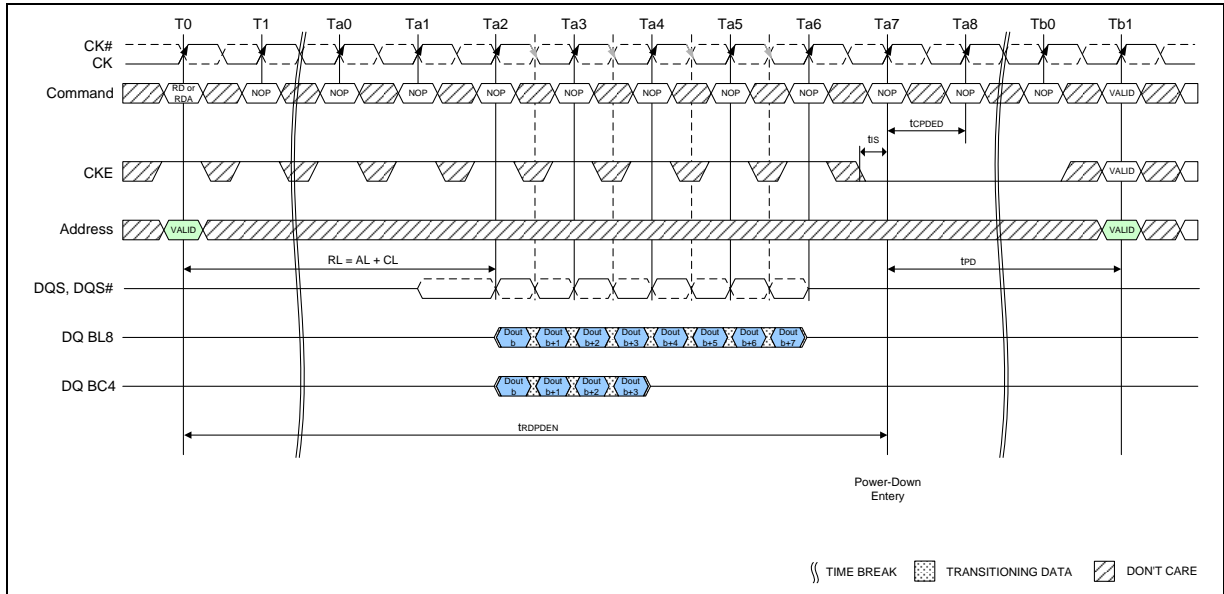 T0 T1 Ta0 Ta1 Ta2 Ta3 Ta4 Ta5 Ta6 Ta7 Ta8 Tb0 Tb1
CK#
CK
Command
RD or
RDA
NOP NOP NOP NOP NOP NOP NOP NOP NOP NOP NOP VALID
tCPDED
tIS
CKE
VALID
Address
VALID VALID
RL = AL + CL
tPD
DQS, DQS#
DQ BL8
Dout Dout Dout Dout Dout Dout Dout Dout
b b+1 b+2 b+3 b+4 b+5 b+6 b+7
DQ BC4
Dout Dout Dout Dout
b b+1 b+2 b+3
tRDPDEN
Power-Down
Entery
TIME BREAK TRANSITIONING DATA DON'T CARE